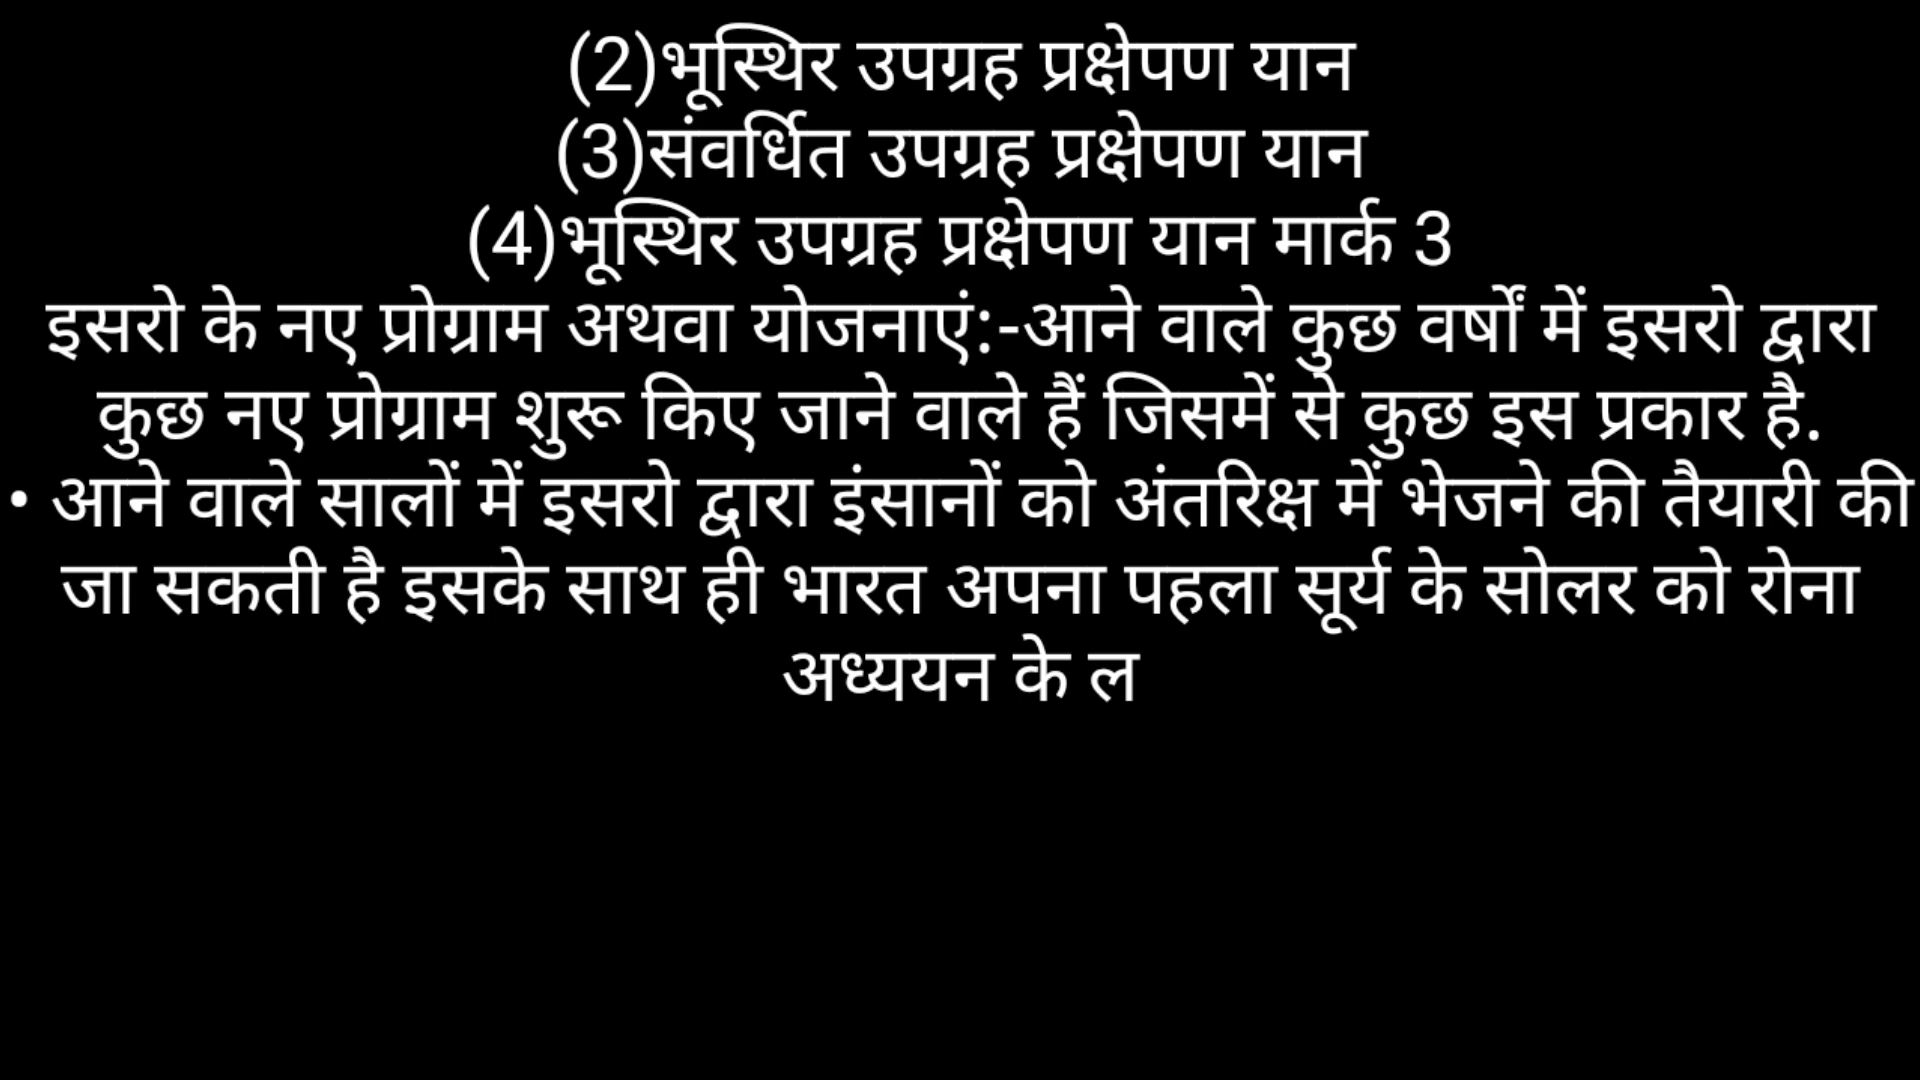 (2)भूस्थिर उपग्रह प्रक्षेपण यान
(3)संवर्धित उपग्रह प्रक्षेपण यान
(4)भूस्थिर उपग्रह प्रक्षेपण यान मार्क 3
इसरो के नए प्रोग्राम अथवा योजनाएं:-आने वाले कुछ वर्षों में इसरो द्वारा
कुछ नए प्रोग्राम शुरू किए जाने वाले हैं जिसमें से कुछ इस प्रकार है.
• आने वाले सालों में इसरो द्वारा इंसानों को अंतरिक्ष में भेजने की तैयारी की
जा सकती है इसके साथ ही भारत अपना पहला सूर्य के सोलर को रोना
अध्ययन के ल